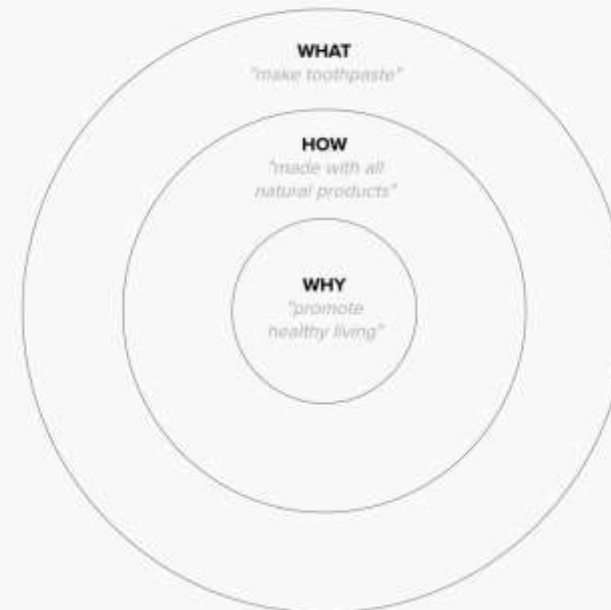 WHAT
"make toothpaste"
HOW
"made with all
natural products"
WHY
"promote
healthy living"